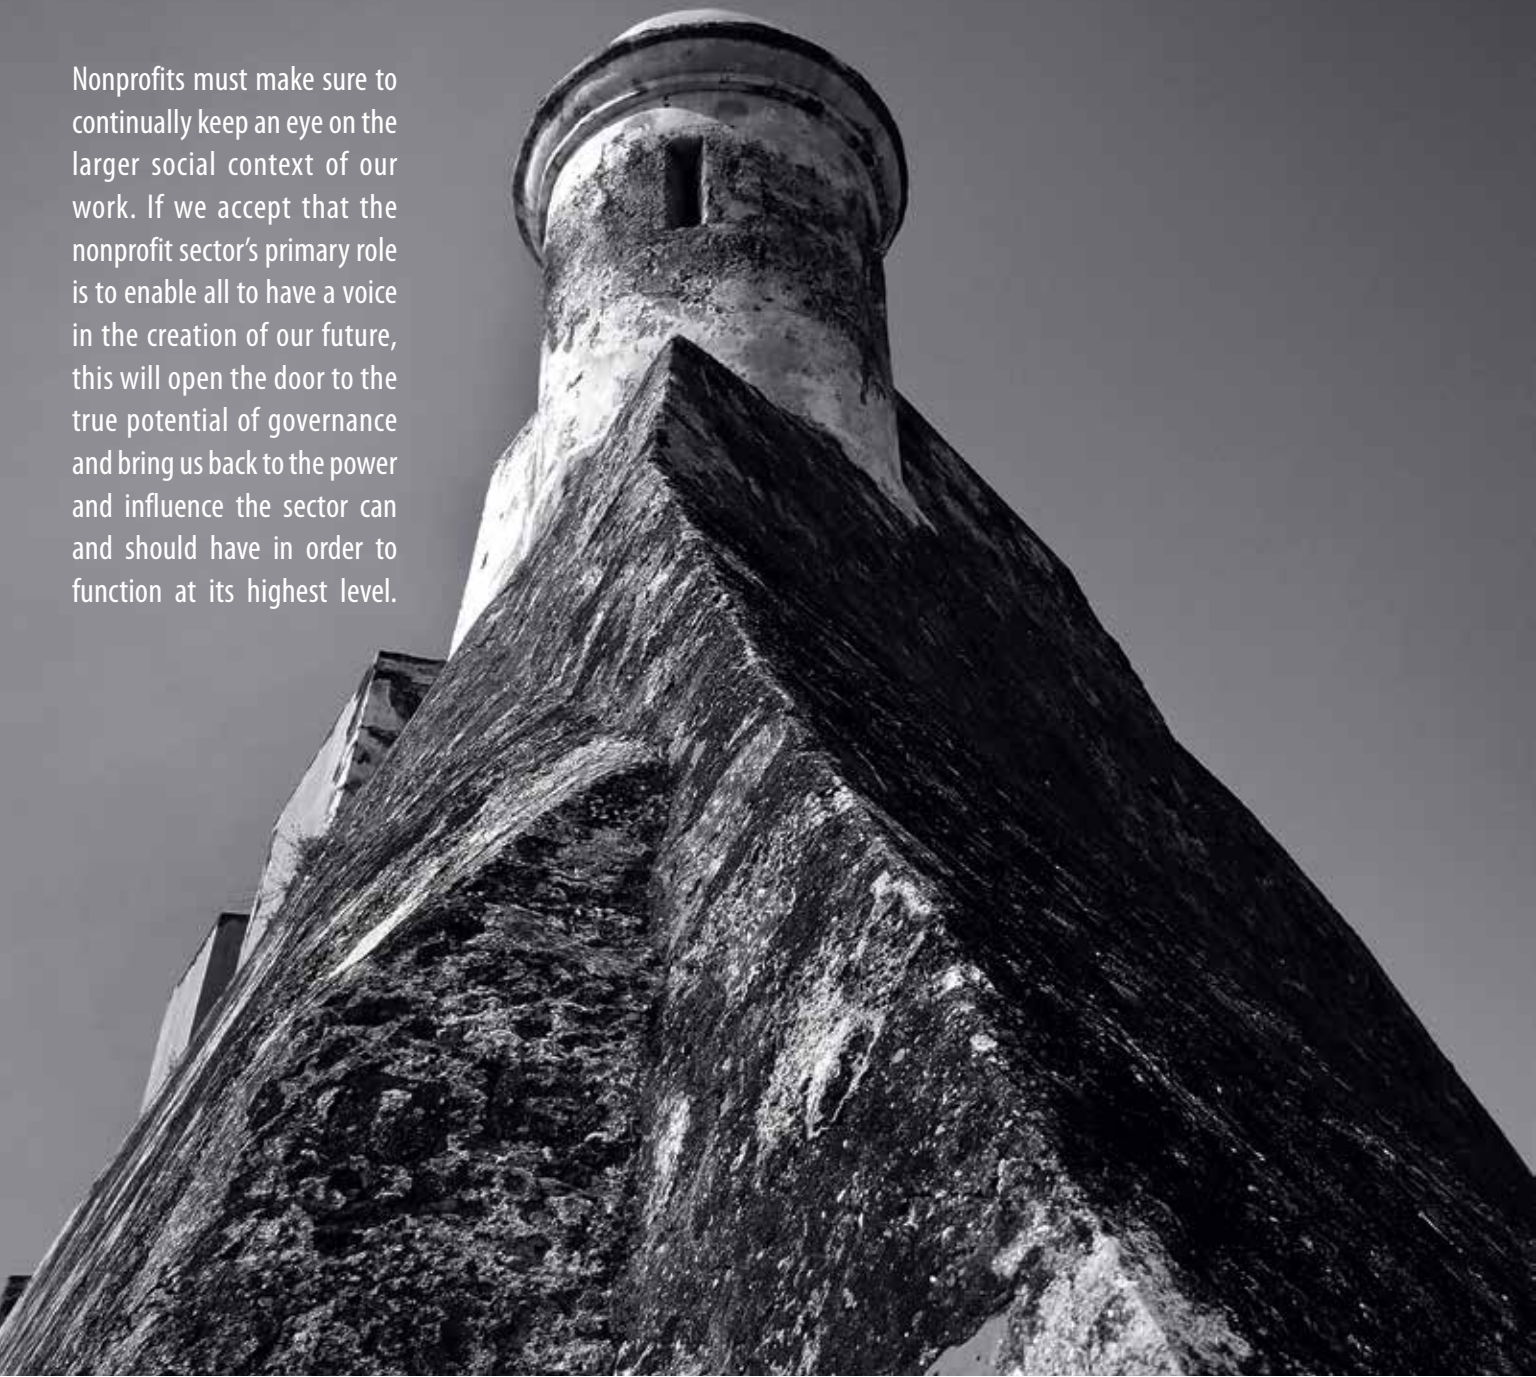 Nonprofits must make sure to
continually keep an eye on the
larger social context of our
work. If we accept that the
nonprofit sector’s primary role
is to enable all to have a voice
in the creation of our future,
this will open the door to the
true potential of governance
and bring us back to the power
and influence the sector can
and should have in order to
function at its highest level.